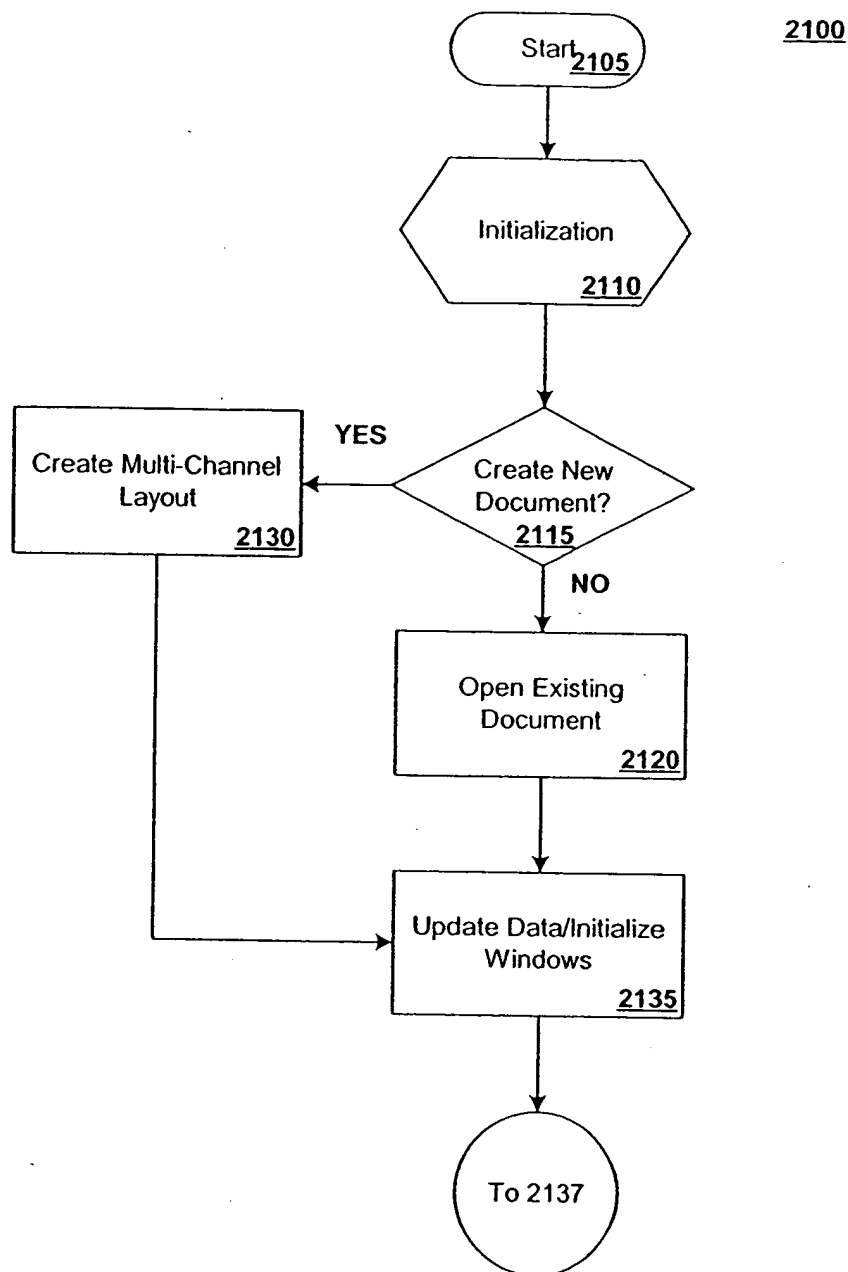 2100
Start
2105
Initialization
2110
YES
Create New
Document?
2115
Create Multi-Channel
Layout
2130
NO
Open Existing
Document
2120
Update Data/Initialize
Windows
2135
To 2137